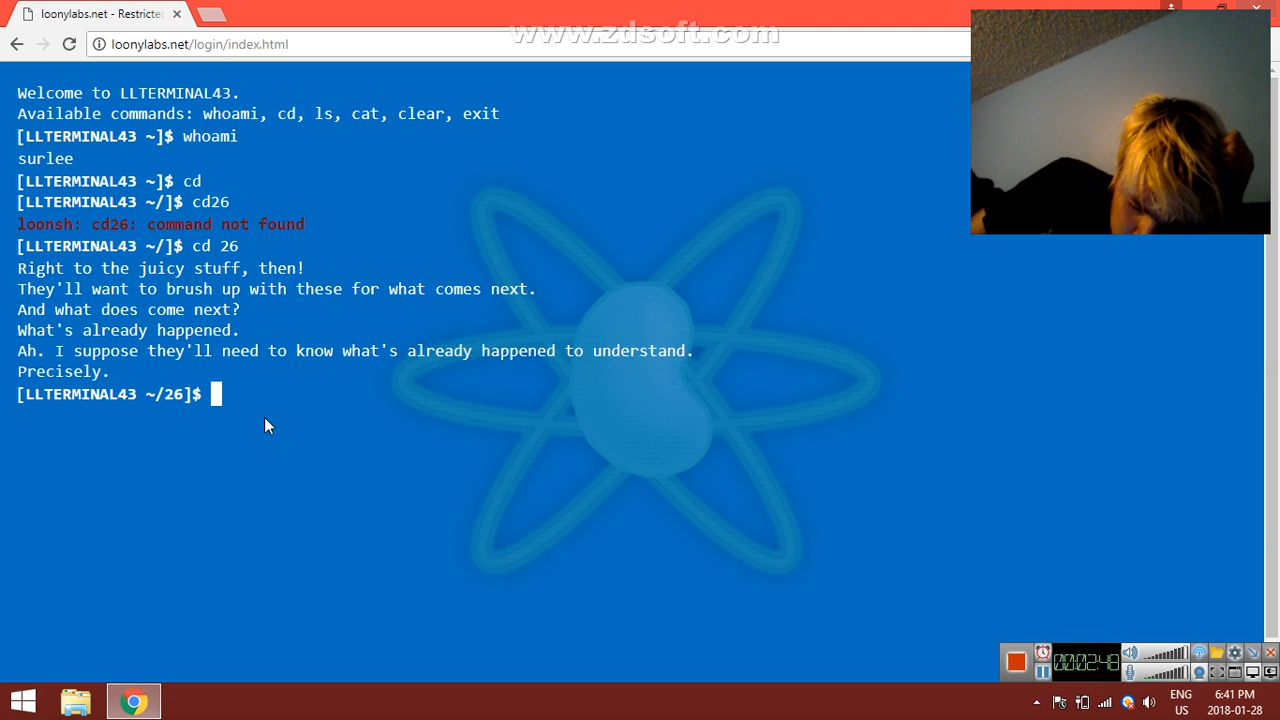 loonylabs.net - Restricted
www.zdsoft.com
loonylabs.net/login/index.html
Welcome to LLTERMINAL43.
Available commands: whoami, cd, ls, cat, clear, exit
[LLTERMINAL43 ~]$ whoami
surlee
[LLTERMINAL43 ~]$ cd
[LLTERMINAL43 ~/]$ cd26
loonsh: cd26: command not found
[LLTERMINAL43 ~/]$ cd 26
Right to the juicy stuff, then!
They'll want to brush up with these for what comes next.
And what does come next?
What's already happened.
Ah. I suppose they'll need to know what's already happened to understand.
Precisely.
[LLTERMINAL43 ~/26]$
00:02:48
ENG
US
6:41 PM
2018-01-28